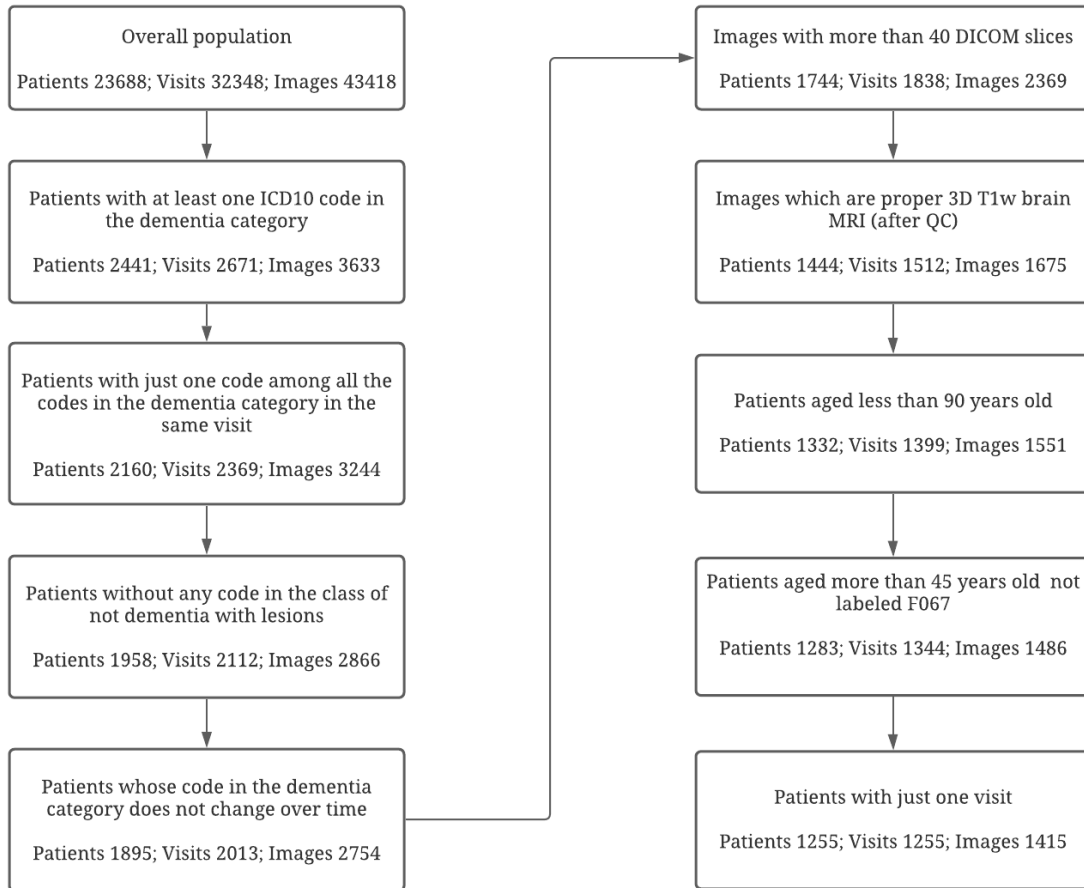 Overall population
Patients 23688; Visits 32348; Images 43418
Patients with at least one ICD10 code in
the dementia category
Patients 2441; Visits 2671; Images 3633
Patients with just one code among all the
codes in the dementia category in the
same visit
Patients 2160; Visits 2369; Images 3244
Patients without any code in the class of
not dementia with lesions
Patients 1958; Visits 2112; Images 2866
Patients whose code in the dementia
category does not change over time
Patients 1895; Visits 2013; Images 2754
Images with more than 40 DICOM slices
Patients 1744; Visits 1838; Images 2369
Images which are proper 3D T1w brain
MRI (after QC)
Patients 1444; Visits 1512; Images 1675
Patients aged less than 90 years old
Patients 1332; Visits 1399; Images 1551
Patients aged more than 45 years old  not
labeled F067
Patients 1283; Visits 1344; Images 1486
Patients with just one visit
Patients 1255; Visits 1255; Images 1415